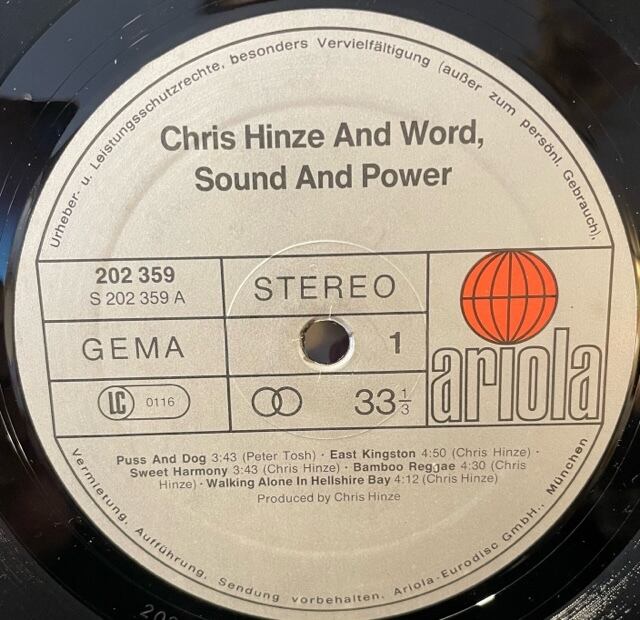 Urheber- u. Leistungsschutzrechte, besonders Vervielfältigung (außer zum persönl. Gebrauch),
Chris Hinze And Word,
Sound And Power
202 359
S 202 359 A
STEREO
GEMA
1
LC 0116
33 1/3
ariola
Puss And Dog 3:43 (Peter Tosh) · East Kingston 4:50 (Chris Hinze) ·
Sweet Harmony 3:43 (Chris Hinze) · Bamboo Reggae 4:30 (Chris
Hinze) · Walking Alone In Hellshire Bay 4:12 (Chris Hinze)
Produced by Chris Hinze
Vermietung, Aufführung, Sendung vorbehalten. Ariola-Eurodisc GmbH., München